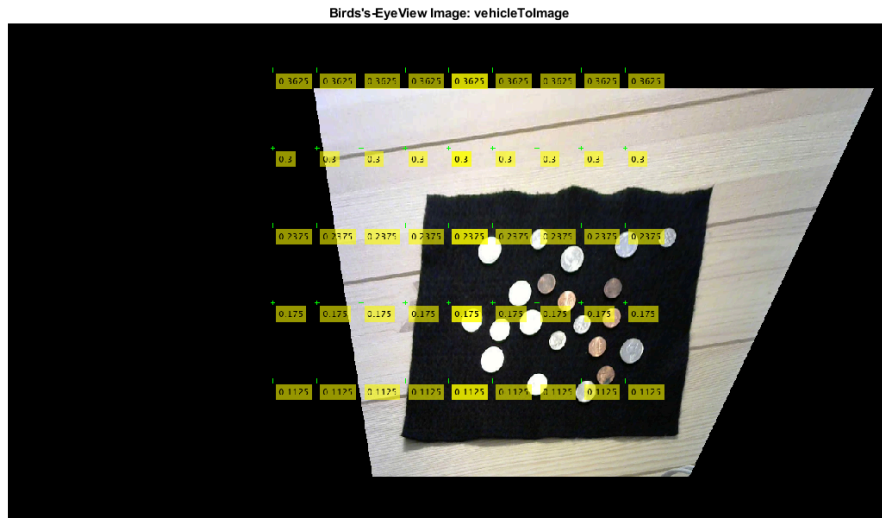 Birds's-EyeView Image: vehicleToImage
0.3625 0.3625 0.3625 0.3625 0.3625 0.3625 0.3625 0.3625 0.3625
0.3 0.3 0.3 0.3 0.3 0.3 0.3 0.3 0.3
0.2375 0.2375 0.2375 0.2375 0.2375 0.2375 0.2375 0.2375 0.2375
0.175 0.175 0.175 0.175 0.175 0.175 0.175 0.175 0.175
0.1125 0.1125 0.1125 0.1125 0.1125 0.1125 0.1125 0.1125 0.1125